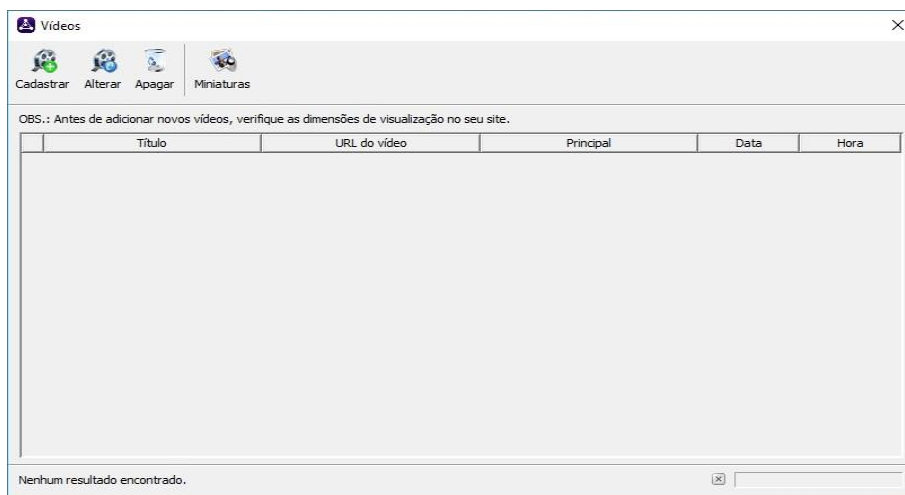 Vídeos
Cadastrar Alterar Apagar Miniaturas
OBS.: Antes de adicionar novos vídeos, verifique as dimensões de visualização no seu site.
Título URL do vídeo Principal Data Hora
Nenhum resultado encontrado.